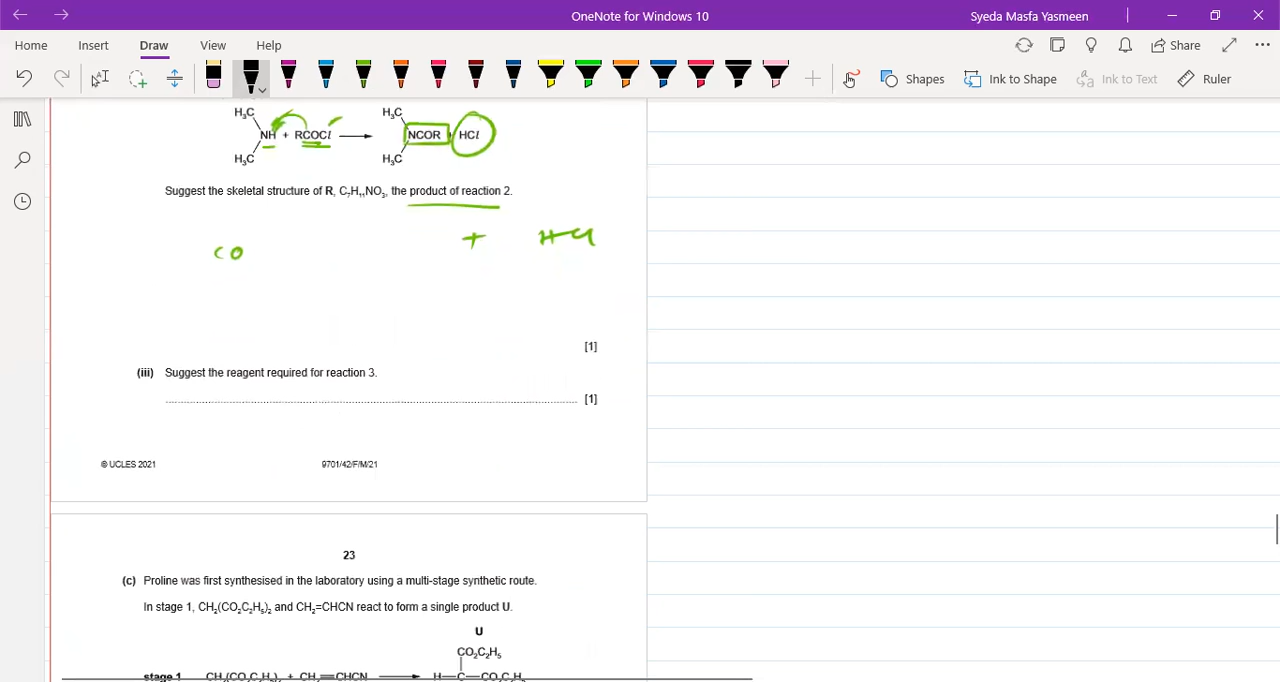 OneNote for Windows 10
Syeda Masfa Yasmeen
Home Insert Draw View Help
Share
Shapes Ink to Shape Ink to Text Ruler
H₃C H₃C
NH + RCOCl ⟶ NCOR + HCl
H₃C H₃C
Suggest the skeletal structure of R, C₇H₁₁NO₃, the product of reaction 2.
+ HCl
CO
[1]
(iii) Suggest the reagent required for reaction 3.
[1]
© UCLES 2021 9701/42/F/M/21
23
(c) Proline was first synthesised in the laboratory using a multi-stage synthetic route.
In stage 1, CH₂(CO₂C₂H₅)₂ and CH₂=CHCN react to form a single product U.
U
CO₂C₂H₅
stage 1 CH₂(CO₂C₂H₅)₂ + CH₂=CHCN ⟶ H—C—CO₂C₂H₅